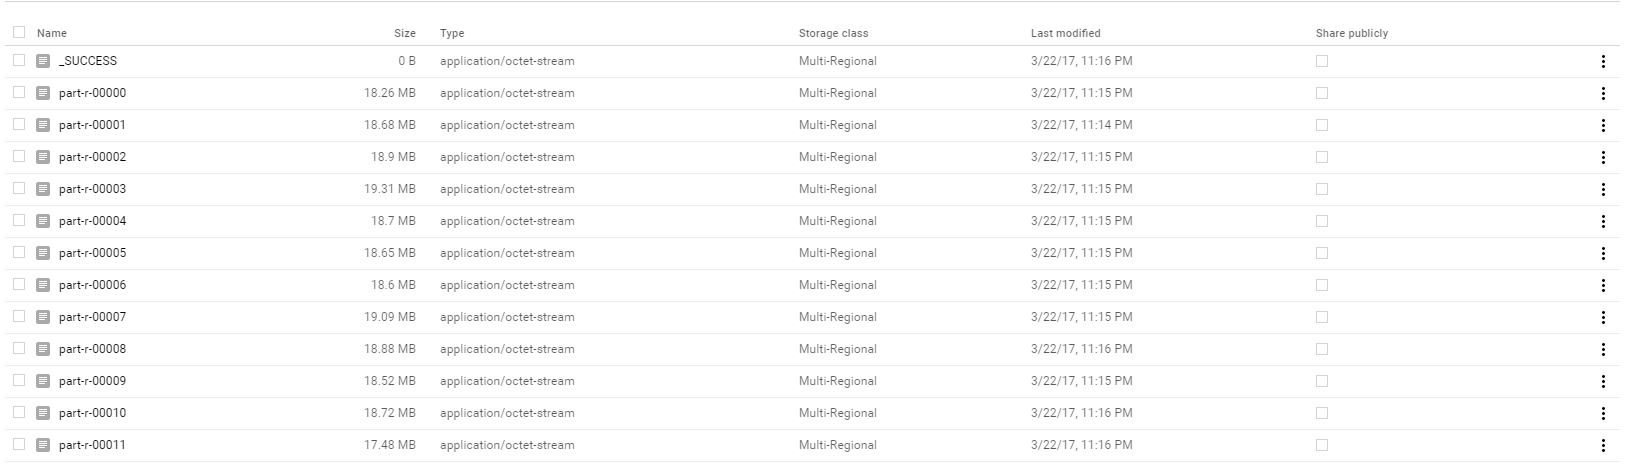 Name Size Type Storage class Last modified Share publicly
_SUCCESS 0 B application/octet-stream Multi-Regional 3/22/17, 11:16 PM
part-r-00000 18.26 MB application/octet-stream Multi-Regional 3/22/17, 11:15 PM
part-r-00001 18.68 MB application/octet-stream Multi-Regional 3/22/17, 11:14 PM
part-r-00002 18.9 MB application/octet-stream Multi-Regional 3/22/17, 11:15 PM
part-r-00003 19.31 MB application/octet-stream Multi-Regional 3/22/17, 11:15 PM
part-r-00004 18.7 MB application/octet-stream Multi-Regional 3/22/17, 11:15 PM
part-r-00005 18.65 MB application/octet-stream Multi-Regional 3/22/17, 11:15 PM
part-r-00006 18.6 MB application/octet-stream Multi-Regional 3/22/17, 11:15 PM
part-r-00007 19.09 MB application/octet-stream Multi-Regional 3/22/17, 11:15 PM
part-r-00008 18.88 MB application/octet-stream Multi-Regional 3/22/17, 11:16 PM
part-r-00009 18.52 MB application/octet-stream Multi-Regional 3/22/17, 11:15 PM
part-r-00010 18.72 MB application/octet-stream Multi-Regional 3/22/17, 11:16 PM
part-r-00011 17.48 MB application/octet-stream Multi-Regional 3/22/17, 11:16 PM